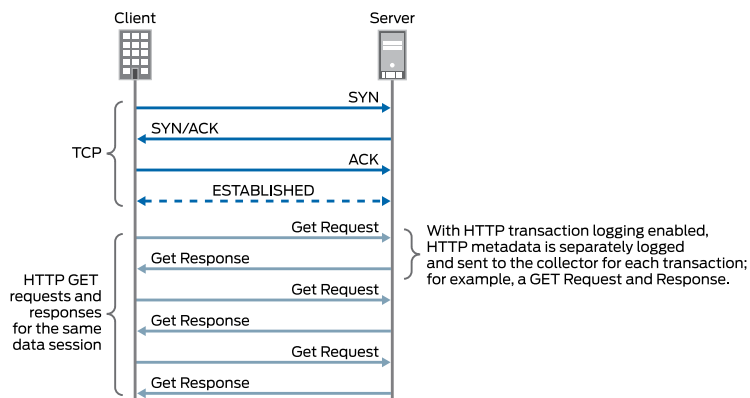 Client
Server
SYN
SYN/ACK
TCP
ACK
ESTABLISHED
Get Request
With HTTP transaction logging enabled,
HTTP metadata is separately logged
and sent to the collector for each transaction;
for example, a GET Request and Response.
Get Response
HTTP GET
requests and
responses
for the same
data session
Get Request
Get Response
Get Request
Get Response